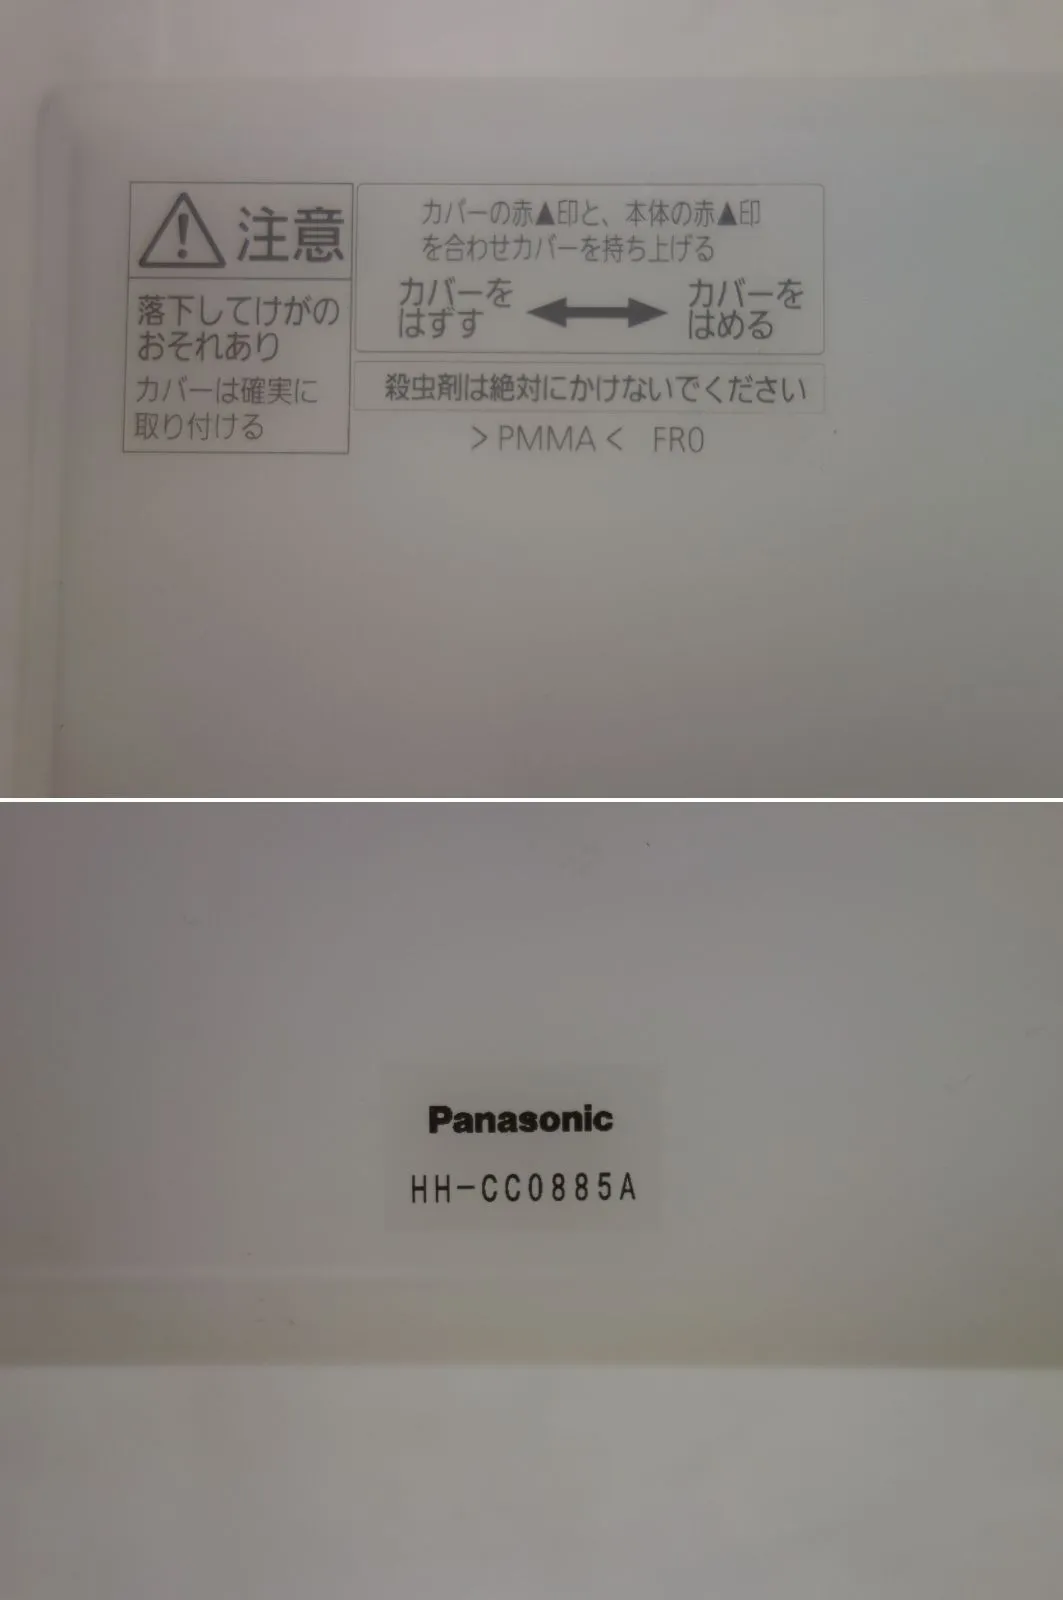 注意
落下してけがの
おそれあり
カバーは確実に
取り付ける
カバーの赤▲印と、本体の赤▲印
を合わせカバーを持ち上げる
カバーを
はずす
カバーを
はめる
殺虫剤は絶対にかけないでください
>PMMA< FR0
Panasonic
HH-CC0885A